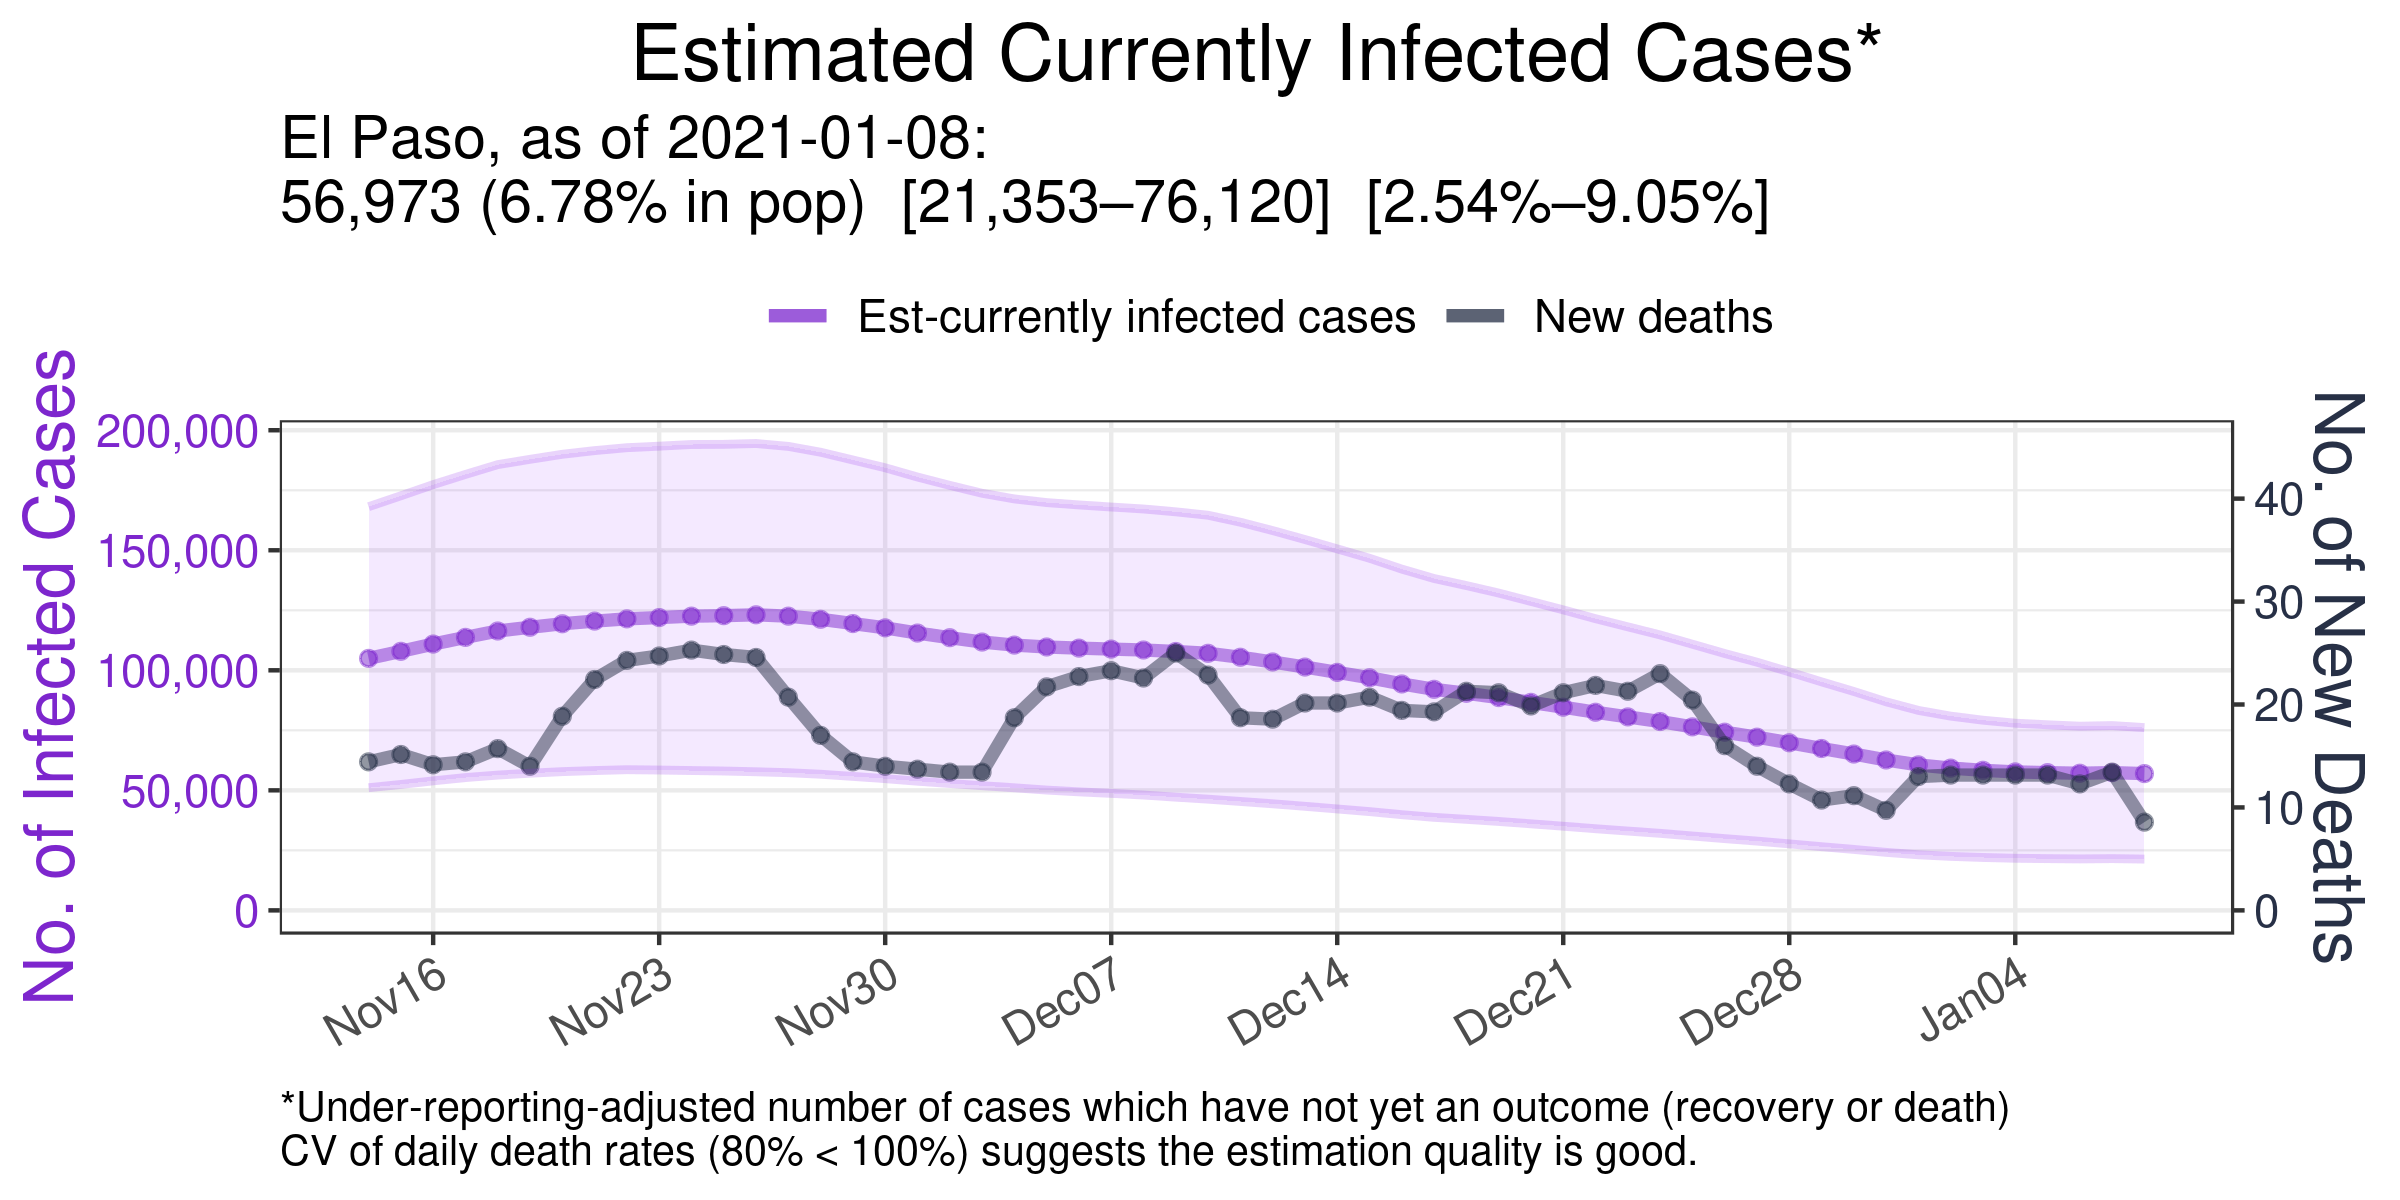 Estimated Currently Infected Cases*
El Paso, as of 2021-01-08:
56,973 (6.78% in pop)  [21,353–76,120]  [2.54%–9.05%]
Est-currently infected cases
New deaths
No. of Infected Cases
200,000
150,000
100,000
50,000
0
No. of New Deaths
40
30
20
10
0
Nov16
Nov23
Nov30
Dec07
Dec14
Dec21
Dec28
Jan04
*Under-reporting-adjusted number of cases which have not yet an outcome (recovery or death)
CV of daily death rates (80% < 100%) suggests the estimation quality is good.